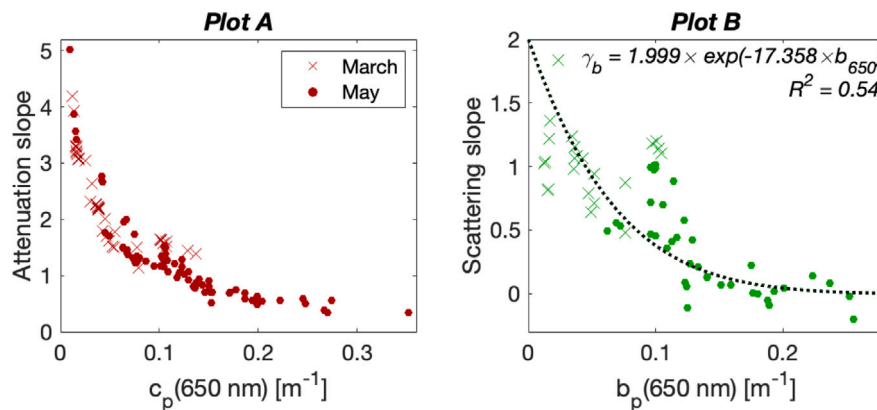 Plot A
5
4
3
2
1
0
0
0.1
0.2
0.3
Attenuation slope
c_p(650 nm) [m^-1]
March
May
Plot B
2
1.5
1
0.5
0
0
0.1
0.2
Scattering slope
b_p(650 nm) [m^-1]
γ_b = 1.999 × exp(-17.358 × b_650
R² = 0.54